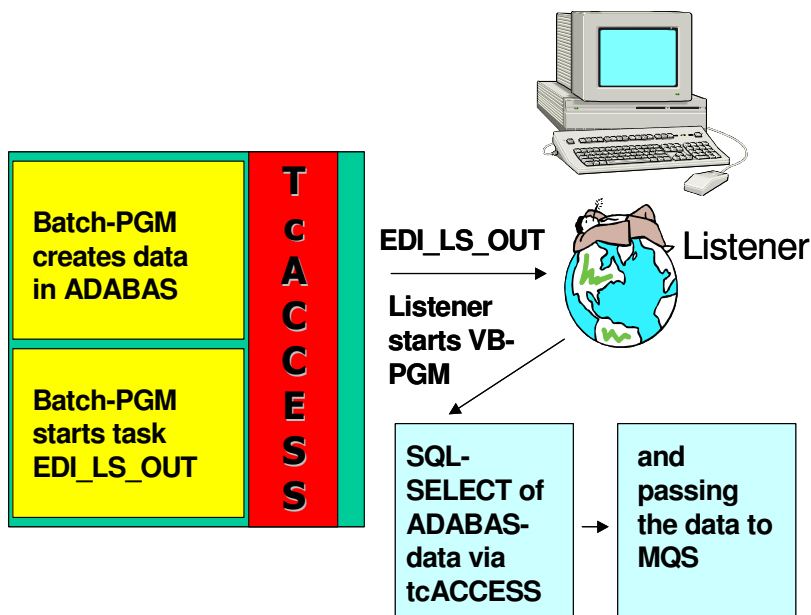 Batch-PGM
creates data
in ADABAS
Batch-PGM
starts task
EDI_LS_OUT
T
c
A
C
C
E
S
S
EDI_LS_OUT
Listener
Listener
starts VB-
PGM
SQL-
SELECT of
ADABAS-
data via
tcACCESS
and
passing
the data to
MQS